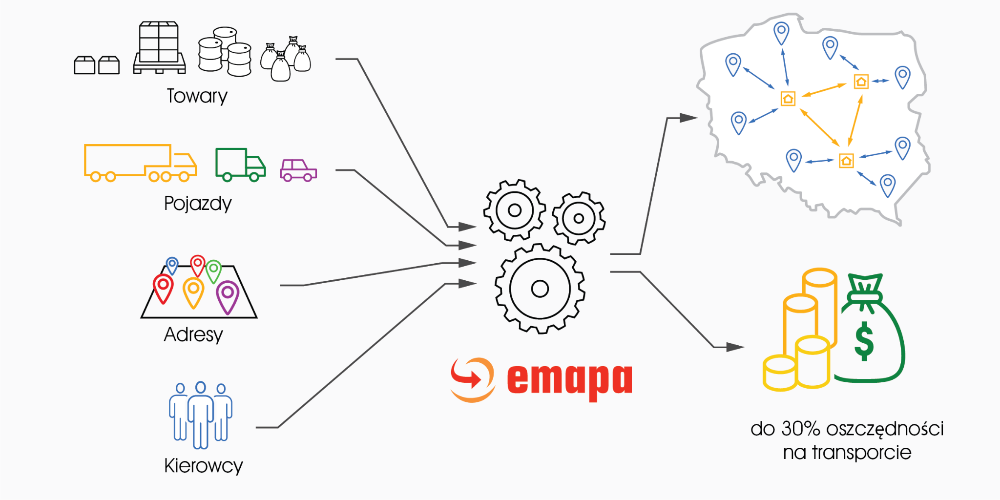 Towary
Pojazdy
Adresy
Kierowcy
emapa
$
do 30% oszczędności
na transporcie